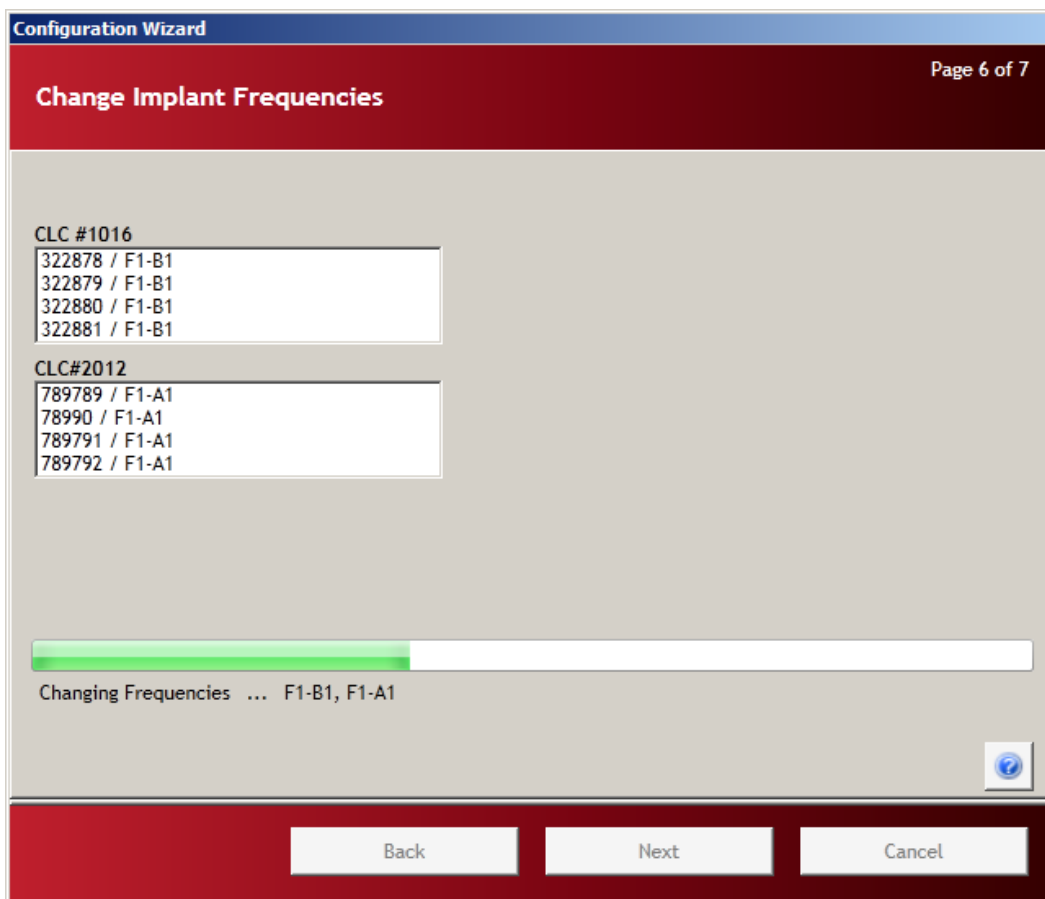 Configuration Wizard
Page 6 of 7
Change Implant Frequencies
CLC #1016
322878 / F1-B1
322879 / F1-B1
322880 / F1-B1
322881 / F1-B1
CLC#2012
789789 / F1-A1
78990 / F1-A1
789791 / F1-A1
789792 / F1-A1
Changing Frequencies ... F1-B1, F1-A1
?
Back Next Cancel